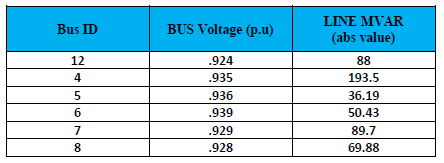 Bus ID BUS Voltage (p.u) LINE MVAR (abs value)
12 .924 88
4 .935 193.5
5 .936 36.19
6 .939 50.43
7 .929 89.7
8 .928 69.88